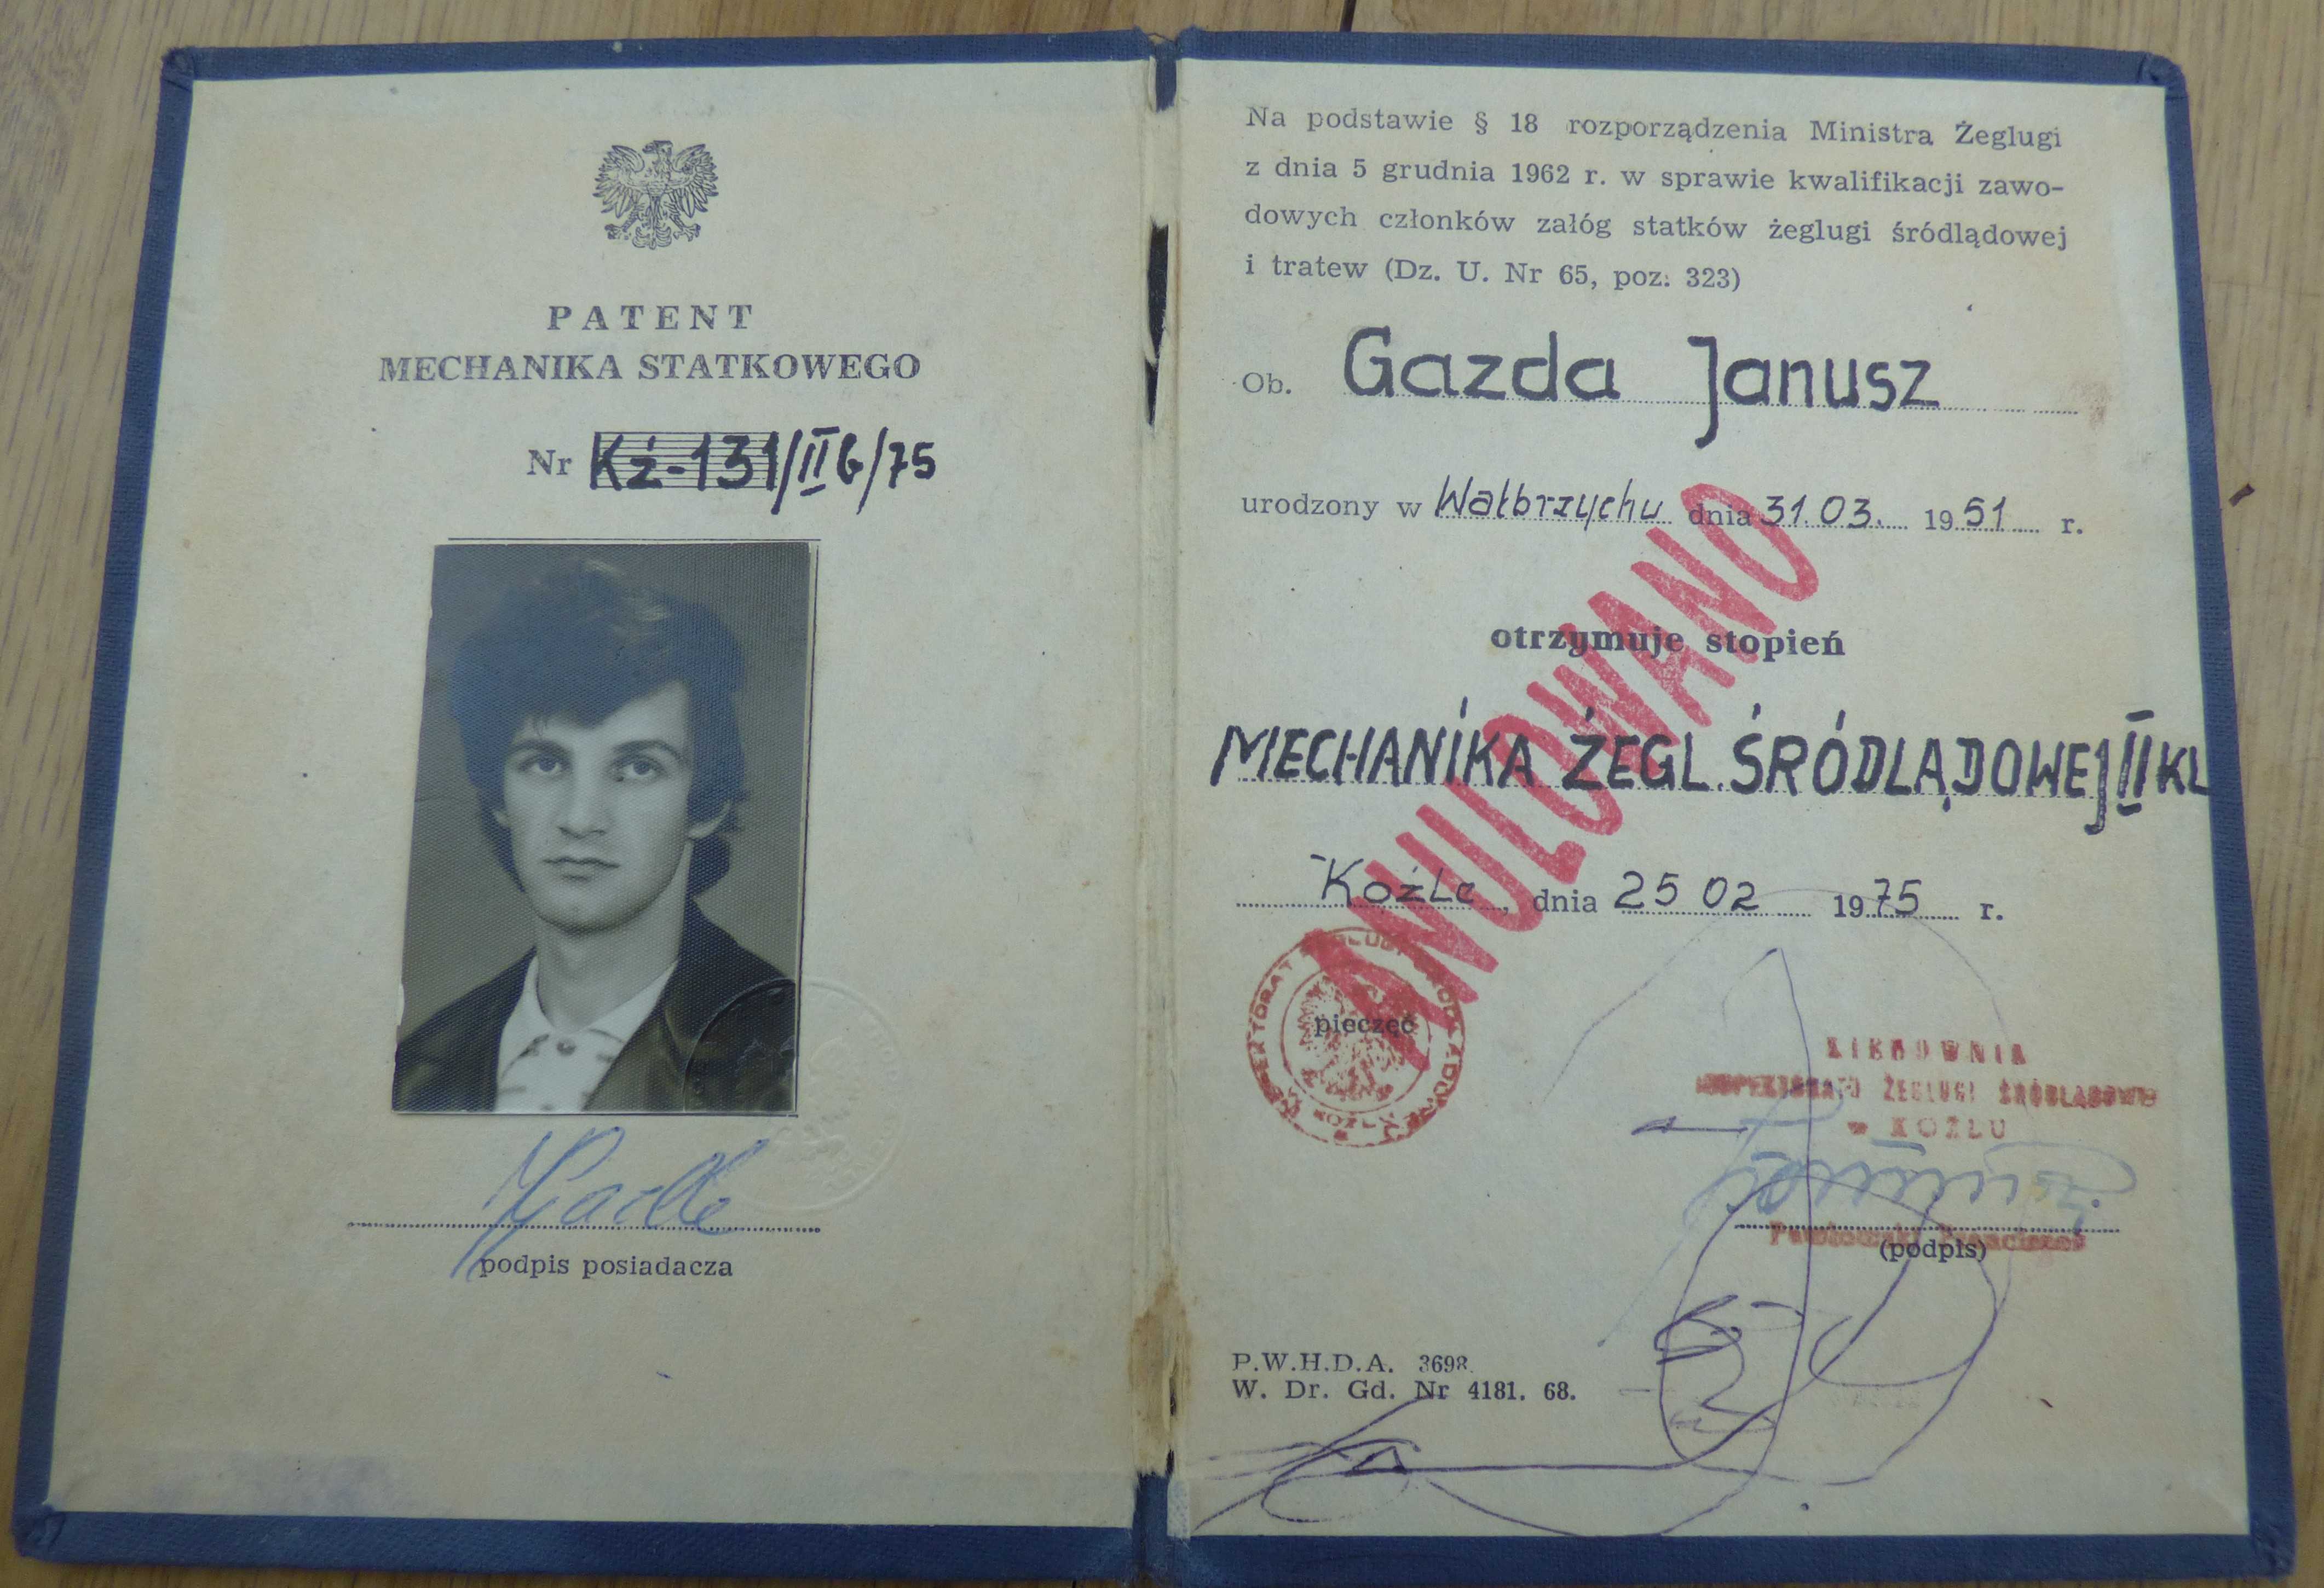 PATENT
MECHANIKA STATKOWEGO
Nr Kż-131/II G/75
podpis posiadacza
Na podstawie § 18 rozporządzenia Ministra Żeglugi
z dnia 5 grudnia 1962 r. w sprawie kwalifikacji zawo-
dowych członków załóg statków żeglugi śródlądowej
i tratew (Dz. U. Nr 65, poz. 323)
Ob. Gazda Janusz
urodzony w Wałbrzychu dnia 31.03. 1951 r.
otrzymuje stopień
MECHANIKA ŻEGL. ŚRÓDLĄDOWEJ II KL
ANULOWANO
Koźle, dnia 25 02 1975 r.
pieczęć
ŻEGLUGI ŚRÓDLĄDOWEJ
w KOŹLU
(podpis)
P.W.H.D.A. 3698.
W. Dr. Gd. Nr 4181. 68.